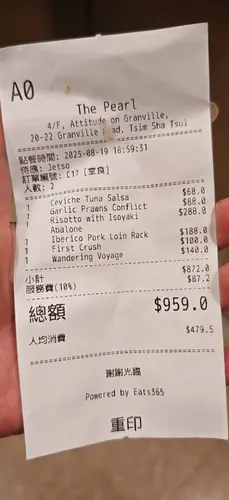 A0
The Pearl
4/F, Attitude on Granville,
20-22 Granville Road, Tsim Sha Tsui
點餐時間: 2025-08-19 18:59:31
侍應: Jetso
訂單編號: C17 [堂食]
人數: 2
1 Ceviche Tuna Salsa $68.0
1 Garlic Prawns Conflict $88.0
1 Risotto with Isoyaki $288.0
Abalone
1 Iberico Pork Loin Rack $188.0
1 First Crush $100.0
1 Wandering Voyage $140.0
小計 $872.0
服務費(10%) $87.2
總額 $959.0
人均消費 $479.5
謝謝光臨
Powered by Eats365
重印